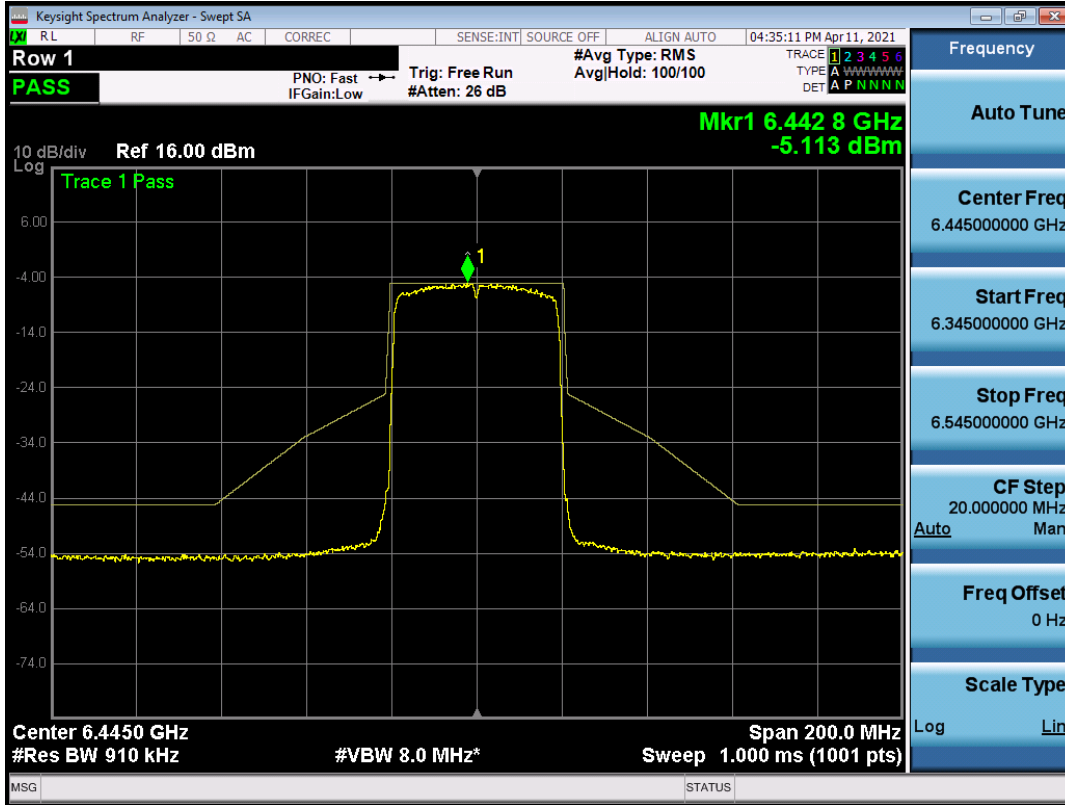 Keysight Spectrum Analyzer - Swept SA
LXI RL RF 50 Ω AC CORREC SENSE:INT SOURCE OFF ALIGN AUTO 04:35:11 PM Apr 11, 2021
Row 1
PASS
PNO: Fast
IFGain:Low
Trig: Free Run
#Atten: 26 dB
#Avg Type: RMS
Avg|Hold: 100/100
TRACE 1 2 3 4 5 6
TYPE A WWWWW
DET A P N N N N
Mkr1 6.442 8 GHz
-5.113 dBm
10 dB/div Ref 16.00 dBm
Log
Trace 1 Pass
1
6.00
-4.00
-14.0
-24.0
-34.0
-44.0
-54.0
-64.0
-74.0
Center 6.4450 GHz Span 200.0 MHz
#Res BW 910 kHz #VBW 8.0 MHz* Sweep 1.000 ms (1001 pts)
MSG STATUS
Frequency
Auto Tune
Center Freq
6.445000000 GHz
Start Freq
6.345000000 GHz
Stop Freq
6.545000000 GHz
CF Step
20.000000 MHz
Auto Man
Freq Offset
0 Hz
Scale Type
Log Lin